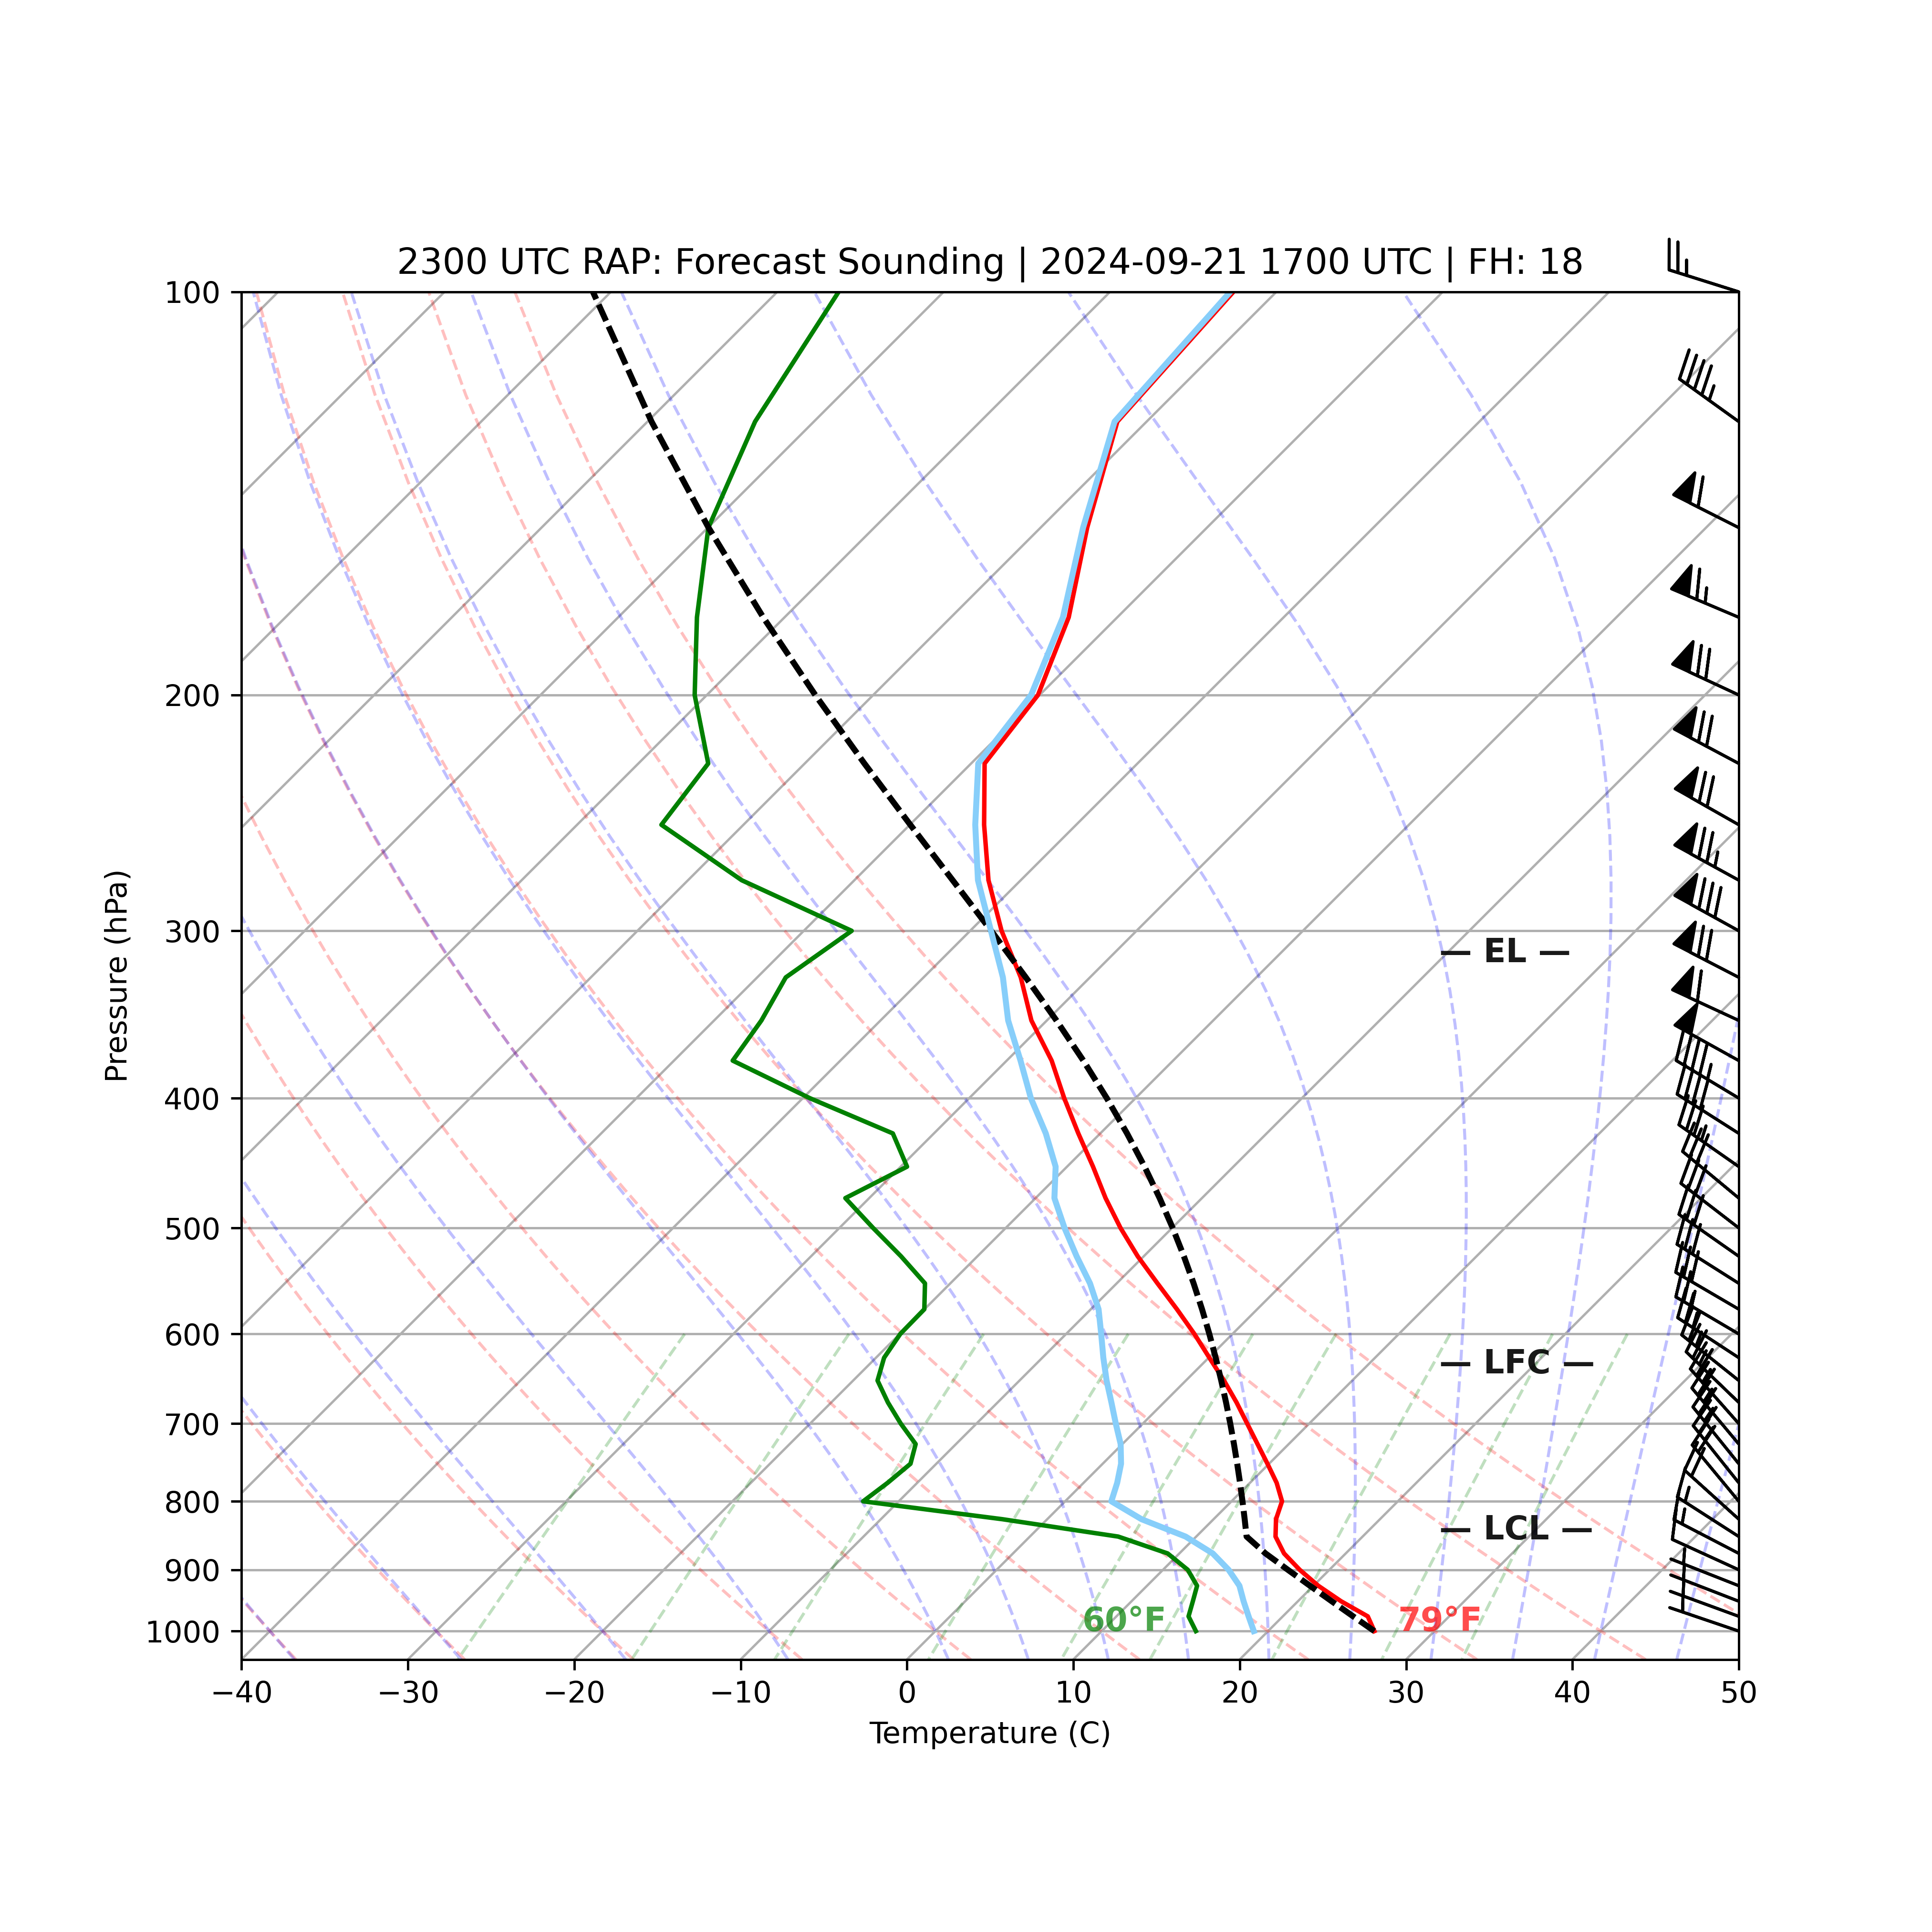 2300 UTC RAP: Forecast Sounding | 2024-09-21 1700 UTC | FH: 18
100
200
300
400
500
600
700
800
900
1000
Pressure (hPa)
— EL —
— LFC —
— LCL —
60°F
79°F
−40 −30 −20 −10 0 10 20 30 40 50
Temperature (C)